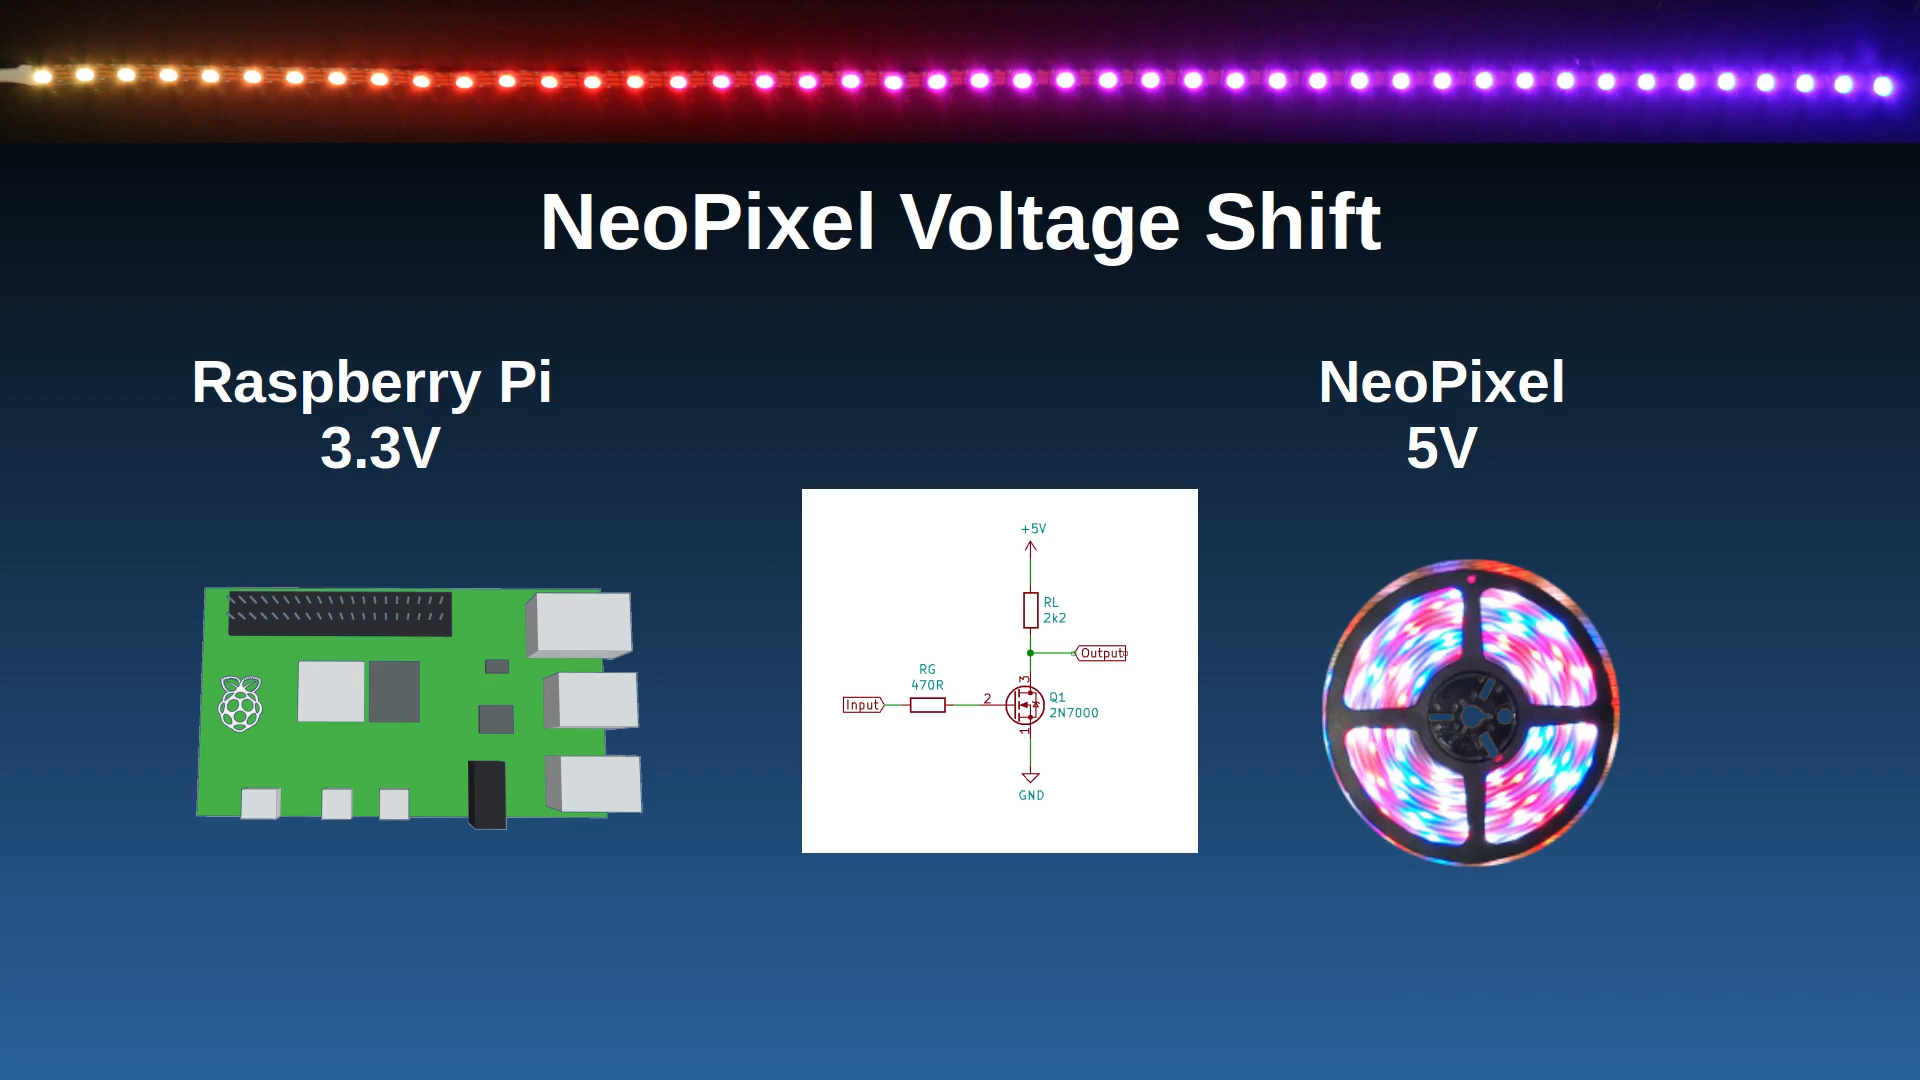 NeoPixel Voltage Shift
Raspberry Pi
3.3V
NeoPixel
5V
+5V
RL
2k2
Output
RG
470R
Input
2
3
1
Q1
2N7000
GND